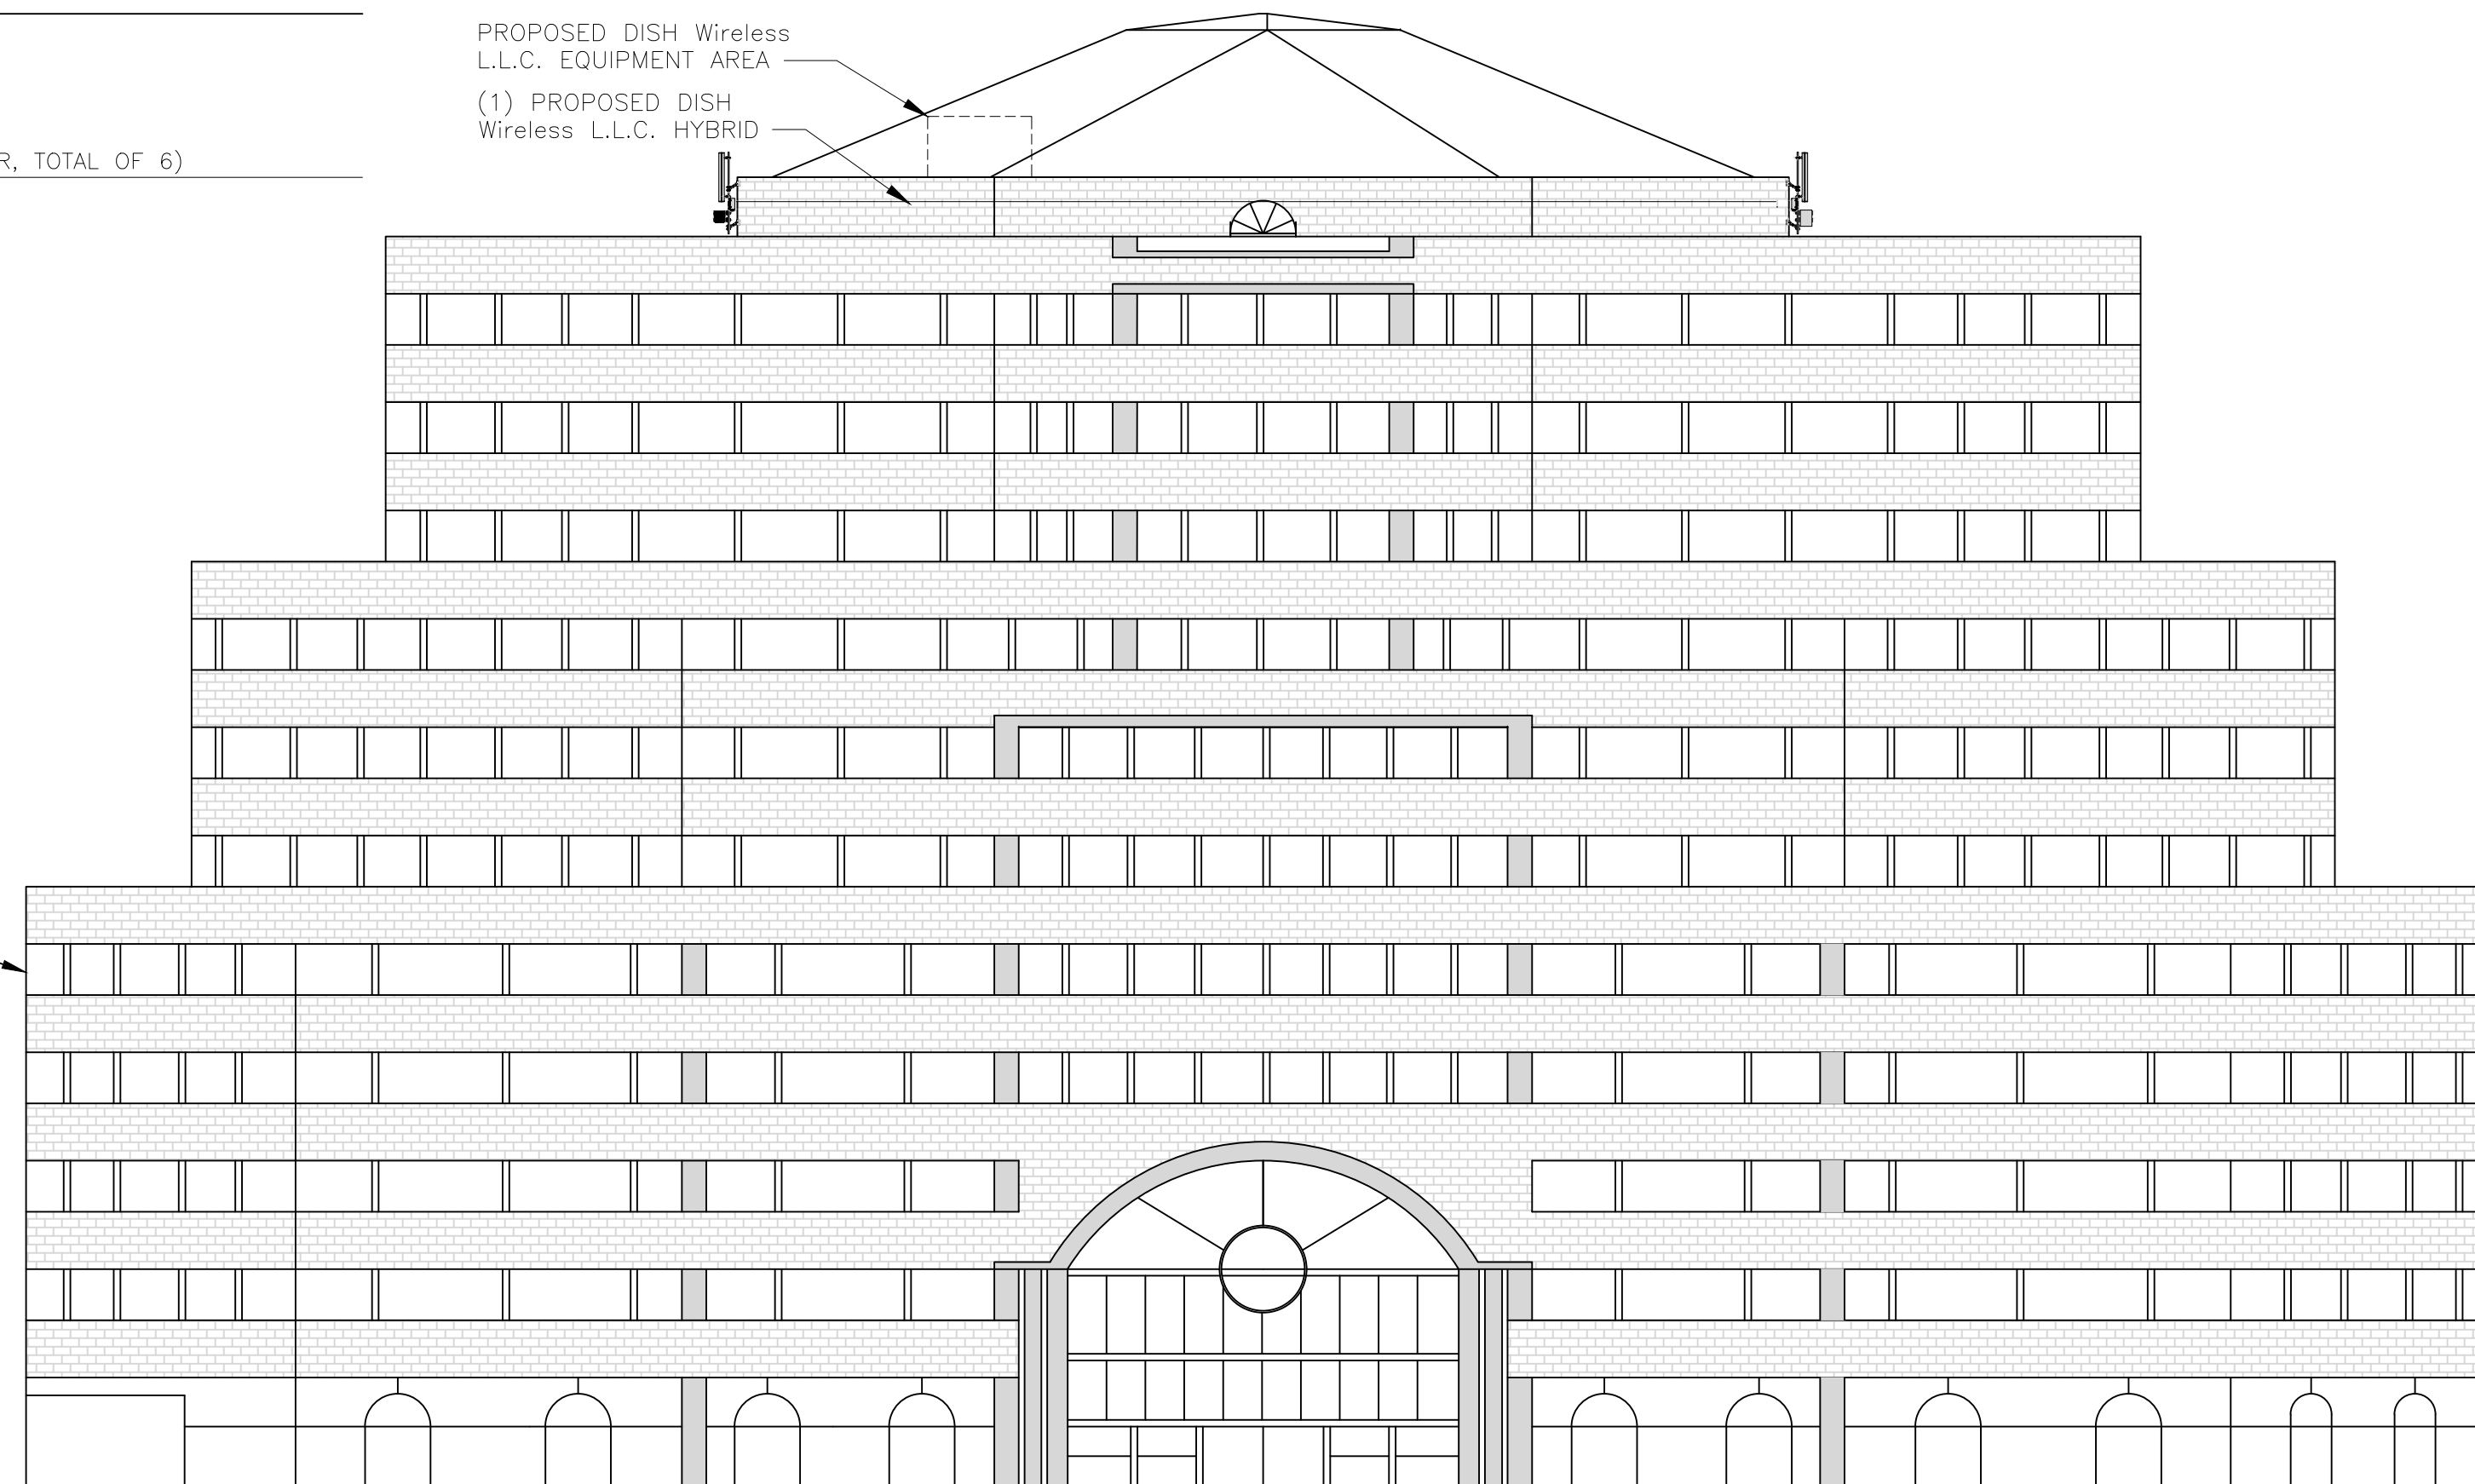 PROPOSED DISH Wireless
L.L.C. EQUIPMENT AREA
(1) PROPOSED DISH
Wireless L.L.C. HYBRID
R, TOTAL OF 6)